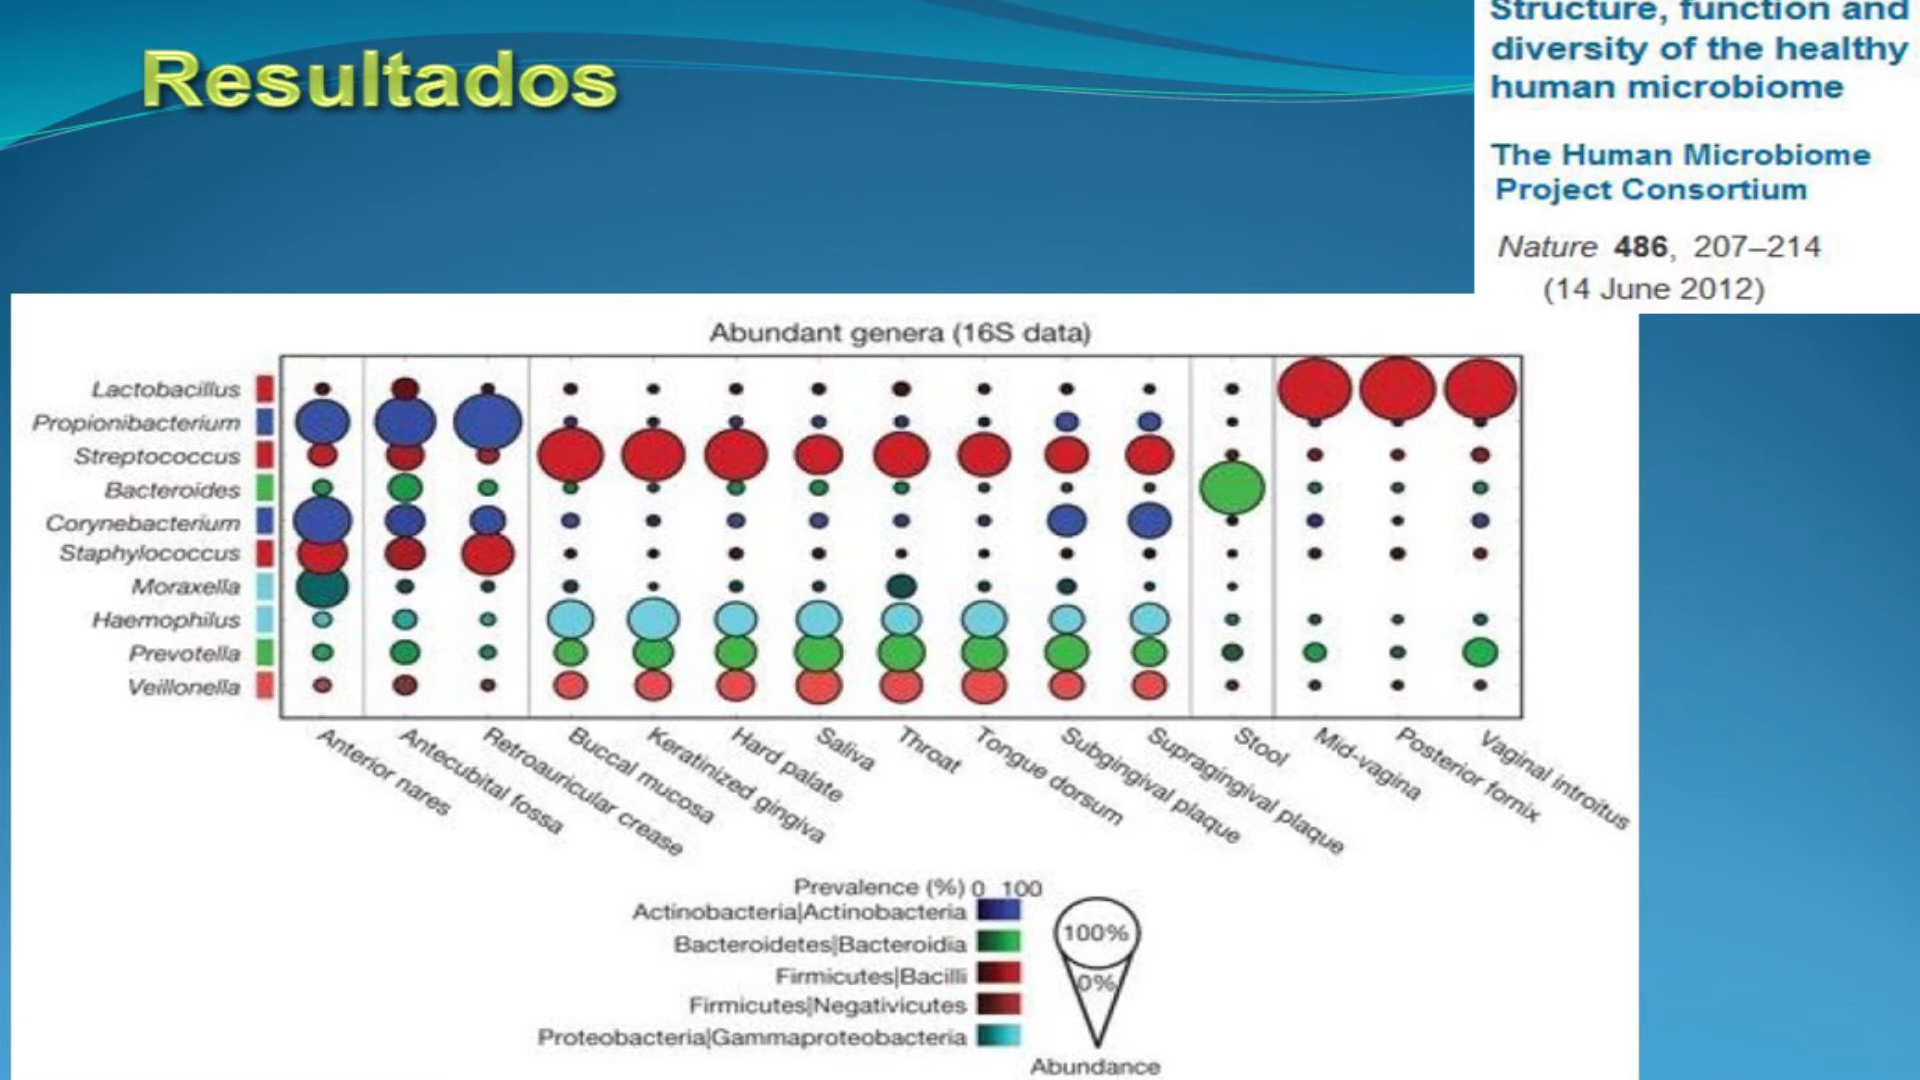 Resultados
Structure, function and
diversity of the healthy
human microbiome
The Human Microbiome
Project Consortium
Nature 486, 207–214
(14 June 2012)
Abundant genera (16S data)
Lactobacillus
Propionibacterium
Streptococcus
Bacteroides
Corynebacterium
Staphylococcus
Moraxella
Haemophilus
Prevotella
Veillonella
Anterior nares
Antecubital fossa
Retroauricular crease
Buccal mucosa
Keratinized gingiva
Hard palate
Saliva
Throat
Tongue dorsum
Subgingival plaque
Supragingival plaque
Stool
Mid-vagina
Posterior fornix
Vaginal introitus
Prevalence (%) 0 100
Actinobacteria|Actinobacteria
Bacteroidetes|Bacteroidia
Firmicutes|Bacilli
Firmicutes|Negativicutes
Proteobacteria|Gammaproteobacteria
100%
0%
Abundance